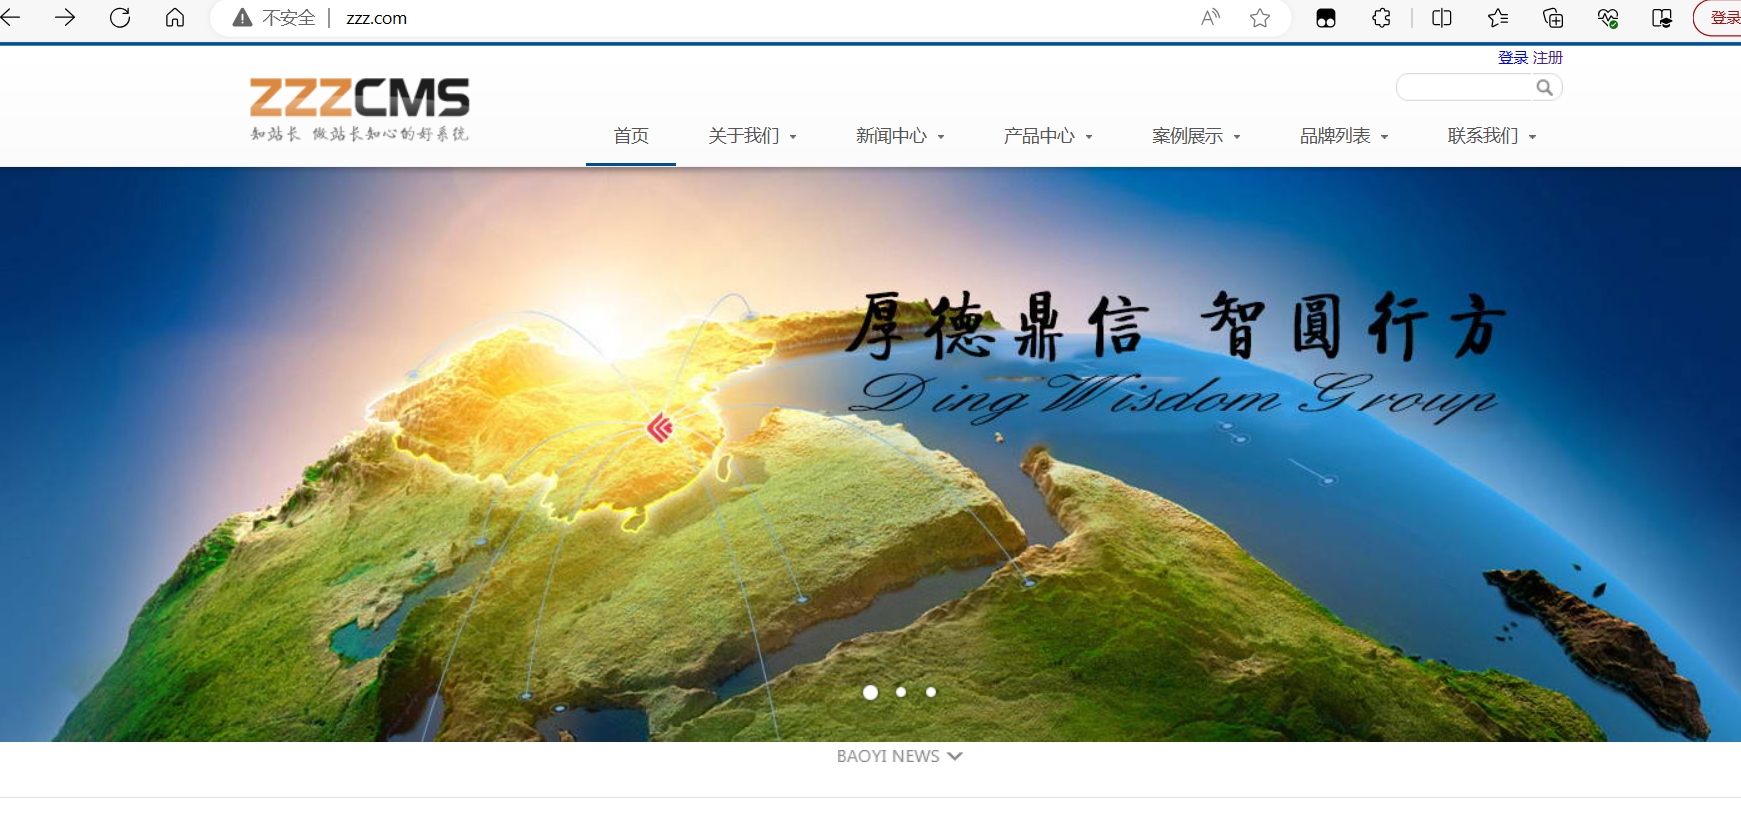 不安全 zzz.com
登录
登录 注册
ZZZCMS
知站长 做站长知心的好系统
首页 关于我们 新闻中心 产品中心 案例展示 品牌列表 联系我们
厚德鼎信 智圓行方
Ding Wisdom Group
BAOYI NEWS